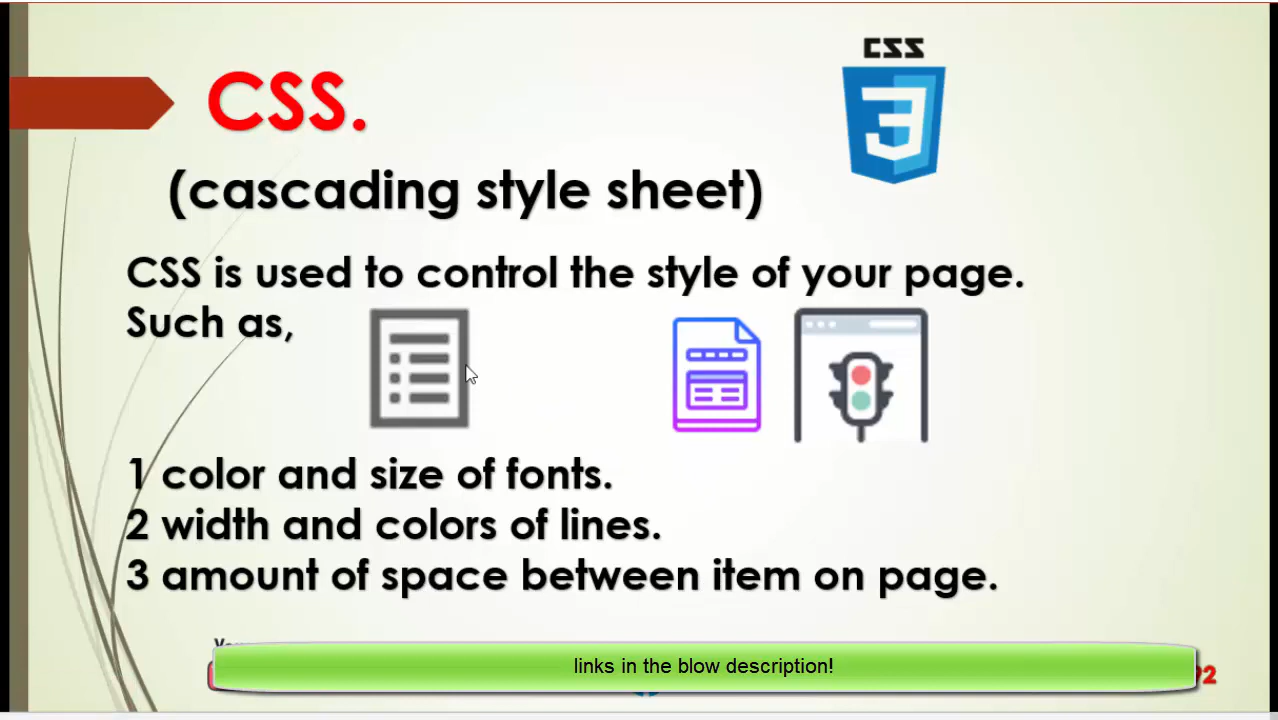 CSS
3
CSS.
(cascading style sheet)
CSS is used to control the style of your page.
Such as,
1 color and size of fonts.
2 width and colors of lines.
3 amount of space between item on page.
links in the blow description!
92